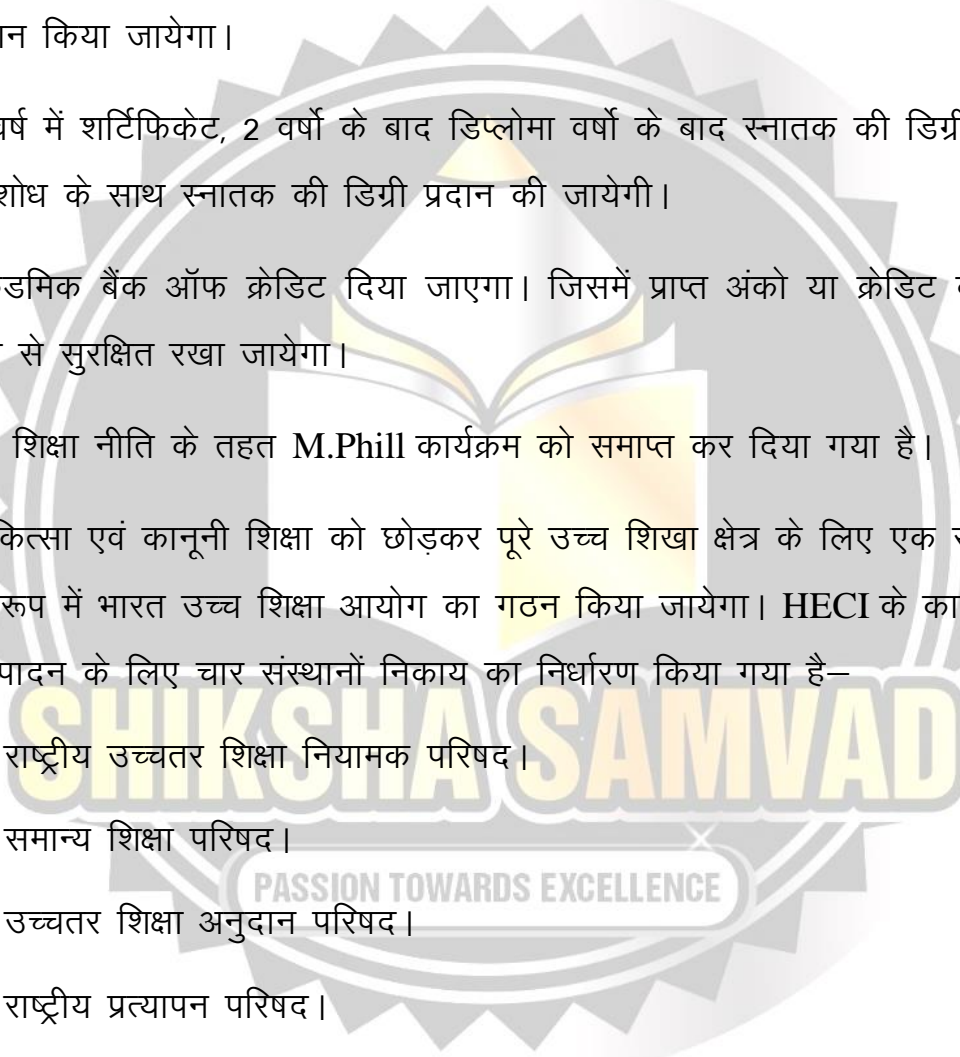 न किया जायेगा।
वर्ष में शर्टिफिकेट, 2 वर्षो के बाद डिप्लोमा वर्षो के बाद स्नातक की डिग्री
शोध के साथ स्नातक की डिग्री प्रदान की जायेगी।
डमिक बैंक ऑफ क्रेडिट दिया जाएगा। जिसमें प्राप्त अंको या क्रेडिट
से सुरक्षित रखा जायेगा।
शिक्षा नीति के तहत M.Phill कार्यक्रम को समाप्त कर दिया गया है।
कित्सा एवं कानूनी शिक्षा को छोड़कर पूरे उच्च शिखा क्षेत्र के लिए एक
रूप में भारत उच्च शिक्षा आयोग का गठन किया जायेगा। HECI के का
पादन के लिए चार संस्थानों निकाय का निर्धारण किया गया है–
राष्ट्रीय उच्चतर शिक्षा नियामक परिषद।
SHIKSHA SAMVAD
समान्य शिक्षा परिषद।
PASSION TOWARDS EXCELLENCE
उच्चतर शिक्षा अनुदान परिषद।
राष्ट्रीय प्रत्यापन परिषद।